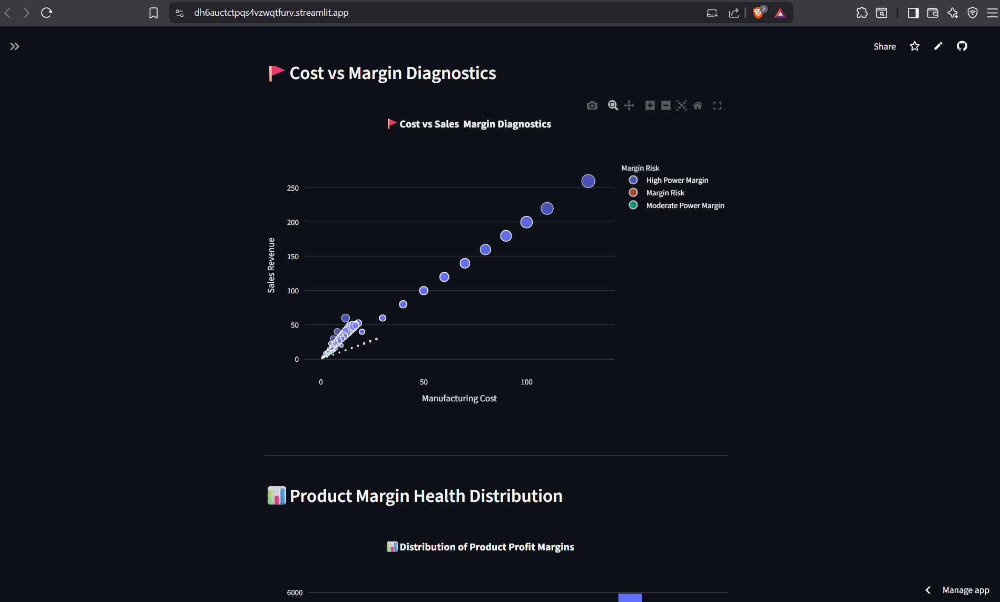 dh6auctctpqs4vzwqtfurv.streamlit.app
2
Share
Cost vs Margin Diagnostics
Cost vs Sales  Margin Diagnostics
Margin Risk
High Power Margin
Margin Risk
Moderate Power Margin
250
200
150
100
50
0
Sales Revenue
0
50
100
Manufacturing Cost
Product Margin Health Distribution
Distribution of Product Profit Margins
6000
Manage app